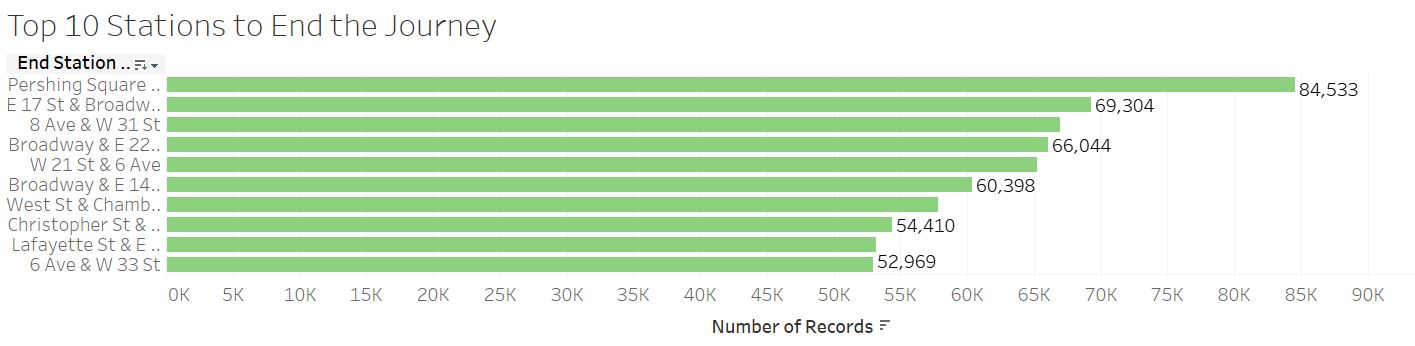 Top 10 Stations to End the Journey
End Station ..
Pershing Square .. 84,533
E 17 St & Broadw.. 69,304
8 Ave & W 31 St
Broadway & E 22.. 66,044
W 21 St & 6 Ave
Broadway & E 14.. 60,398
West St & Chamb..
Christopher St & .. 54,410
Lafayette St & E ..
6 Ave & W 33 St 52,969
0K 5K 10K 15K 20K 25K 30K 35K 40K 45K 50K 55K 60K 65K 70K 75K 80K 85K 90K
Number of Records